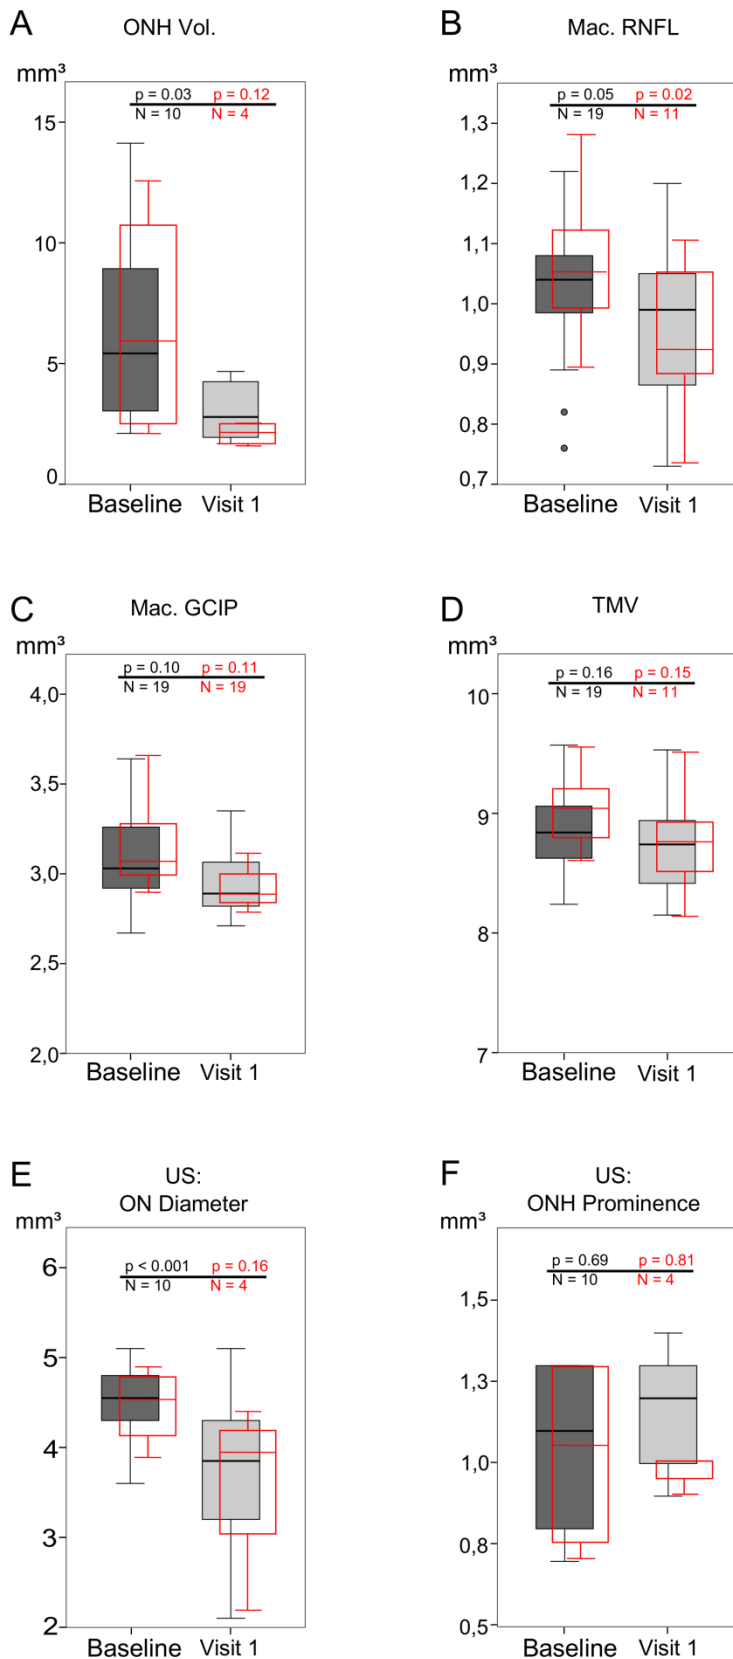 A
ONH Vol.
mm³
p = 0.03 p = 0.12
N = 10 N = 4
15
10
5
0
Baseline Visit 1
B
Mac. RNFL
mm³
p = 0.05 p = 0.02
N = 19 N = 11
1,3
1,2
1,1
1,0
0,9
0,8
0,7
Baseline Visit 1
C
Mac. GCIP
mm³
p = 0.10 p = 0.11
N = 19 N = 19
4,0
3,5
3,0
2,5
2,0
Baseline Visit 1
D
TMV
mm³
p = 0.16 p = 0.15
N = 19 N = 11
10
9
8
7
Baseline Visit 1
E
US:
ON Diameter
mm³
p < 0.001 p = 0.16
N = 10 N = 4
6
5
4
3
2
Baseline Visit 1
F
US:
ONH Prominence
mm³
p = 0.69 p = 0.81
N = 10 N = 4
1,5
1,3
1,0
0,8
0,5
Baseline Visit 1